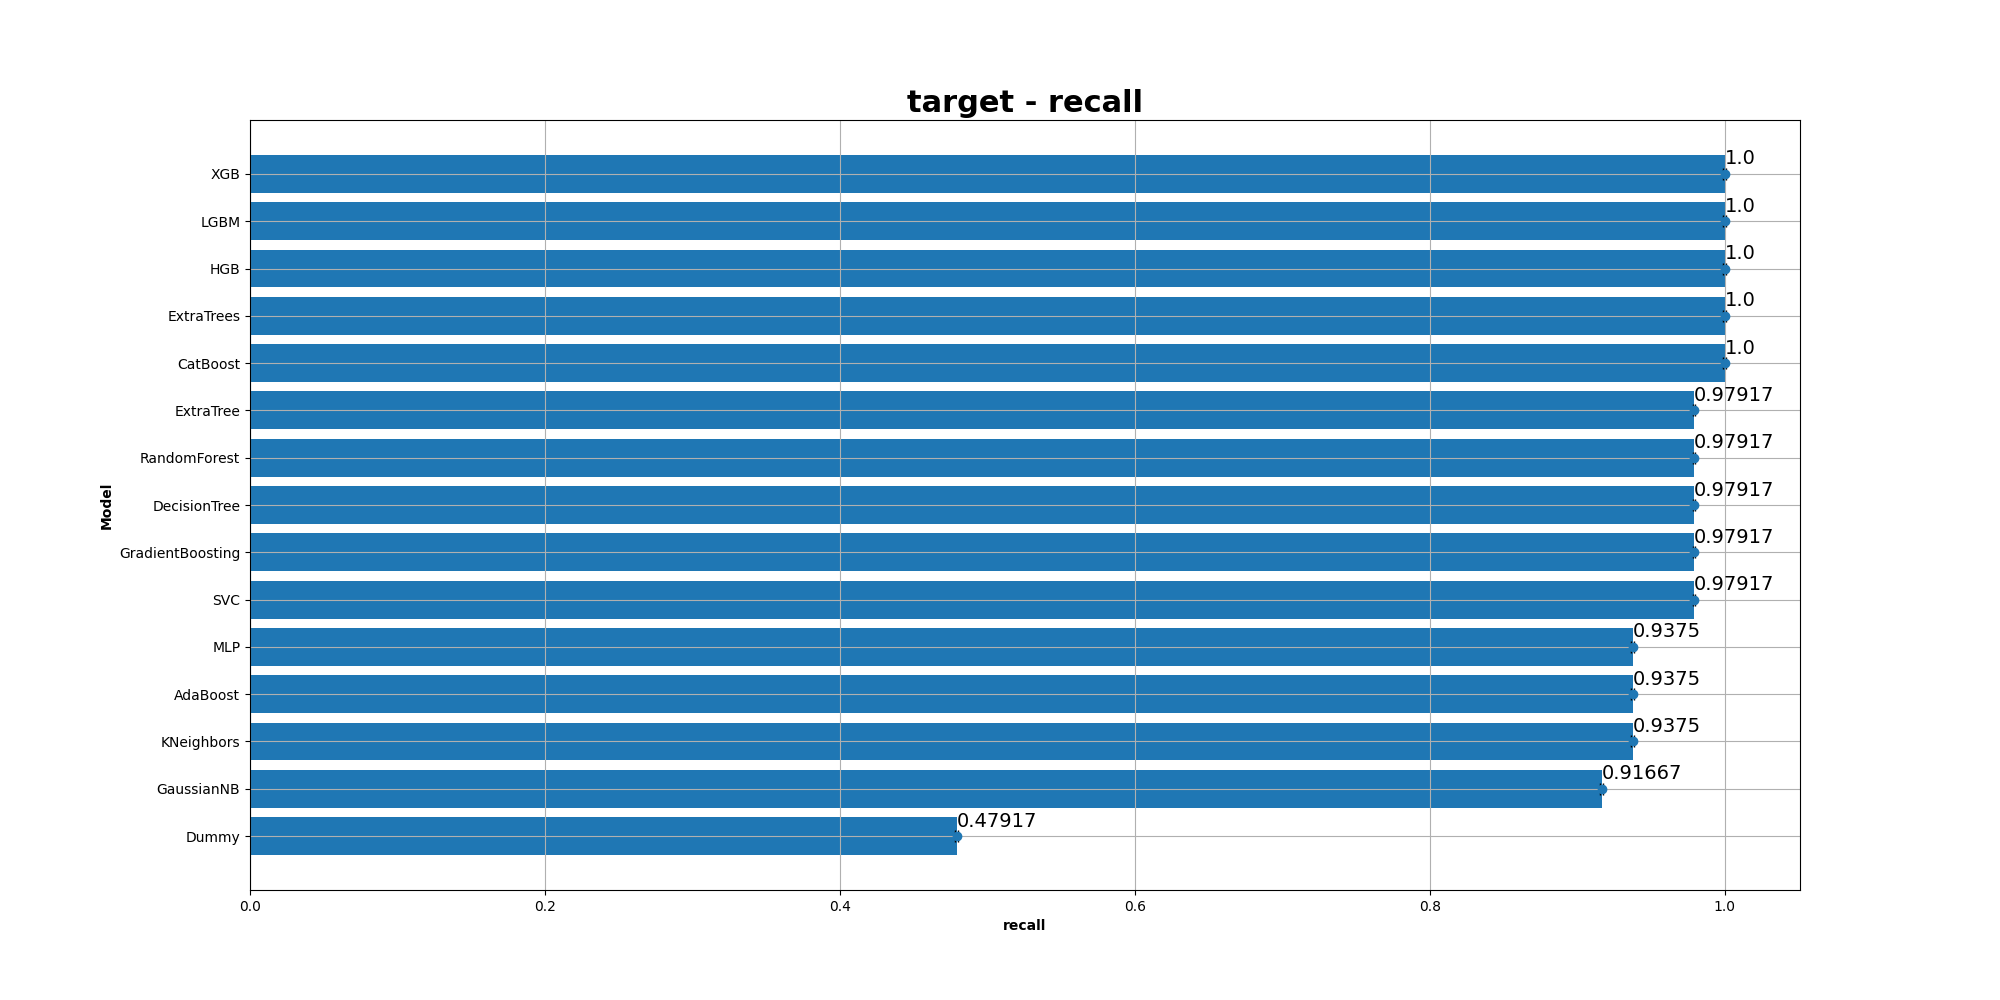 target - recall
XGB 1.0
LGBM 1.0
HGB 1.0
ExtraTrees 1.0
CatBoost 1.0
ExtraTree 0.97917
RandomForest 0.97917
DecisionTree 0.97917
GradientBoosting 0.97917
SVC 0.97917
MLP 0.9375
AdaBoost 0.9375
KNeighbors 0.9375
GaussianNB 0.91667
Dummy 0.47917
Model
0.0 0.2 0.4 0.6 0.8 1.0
recall